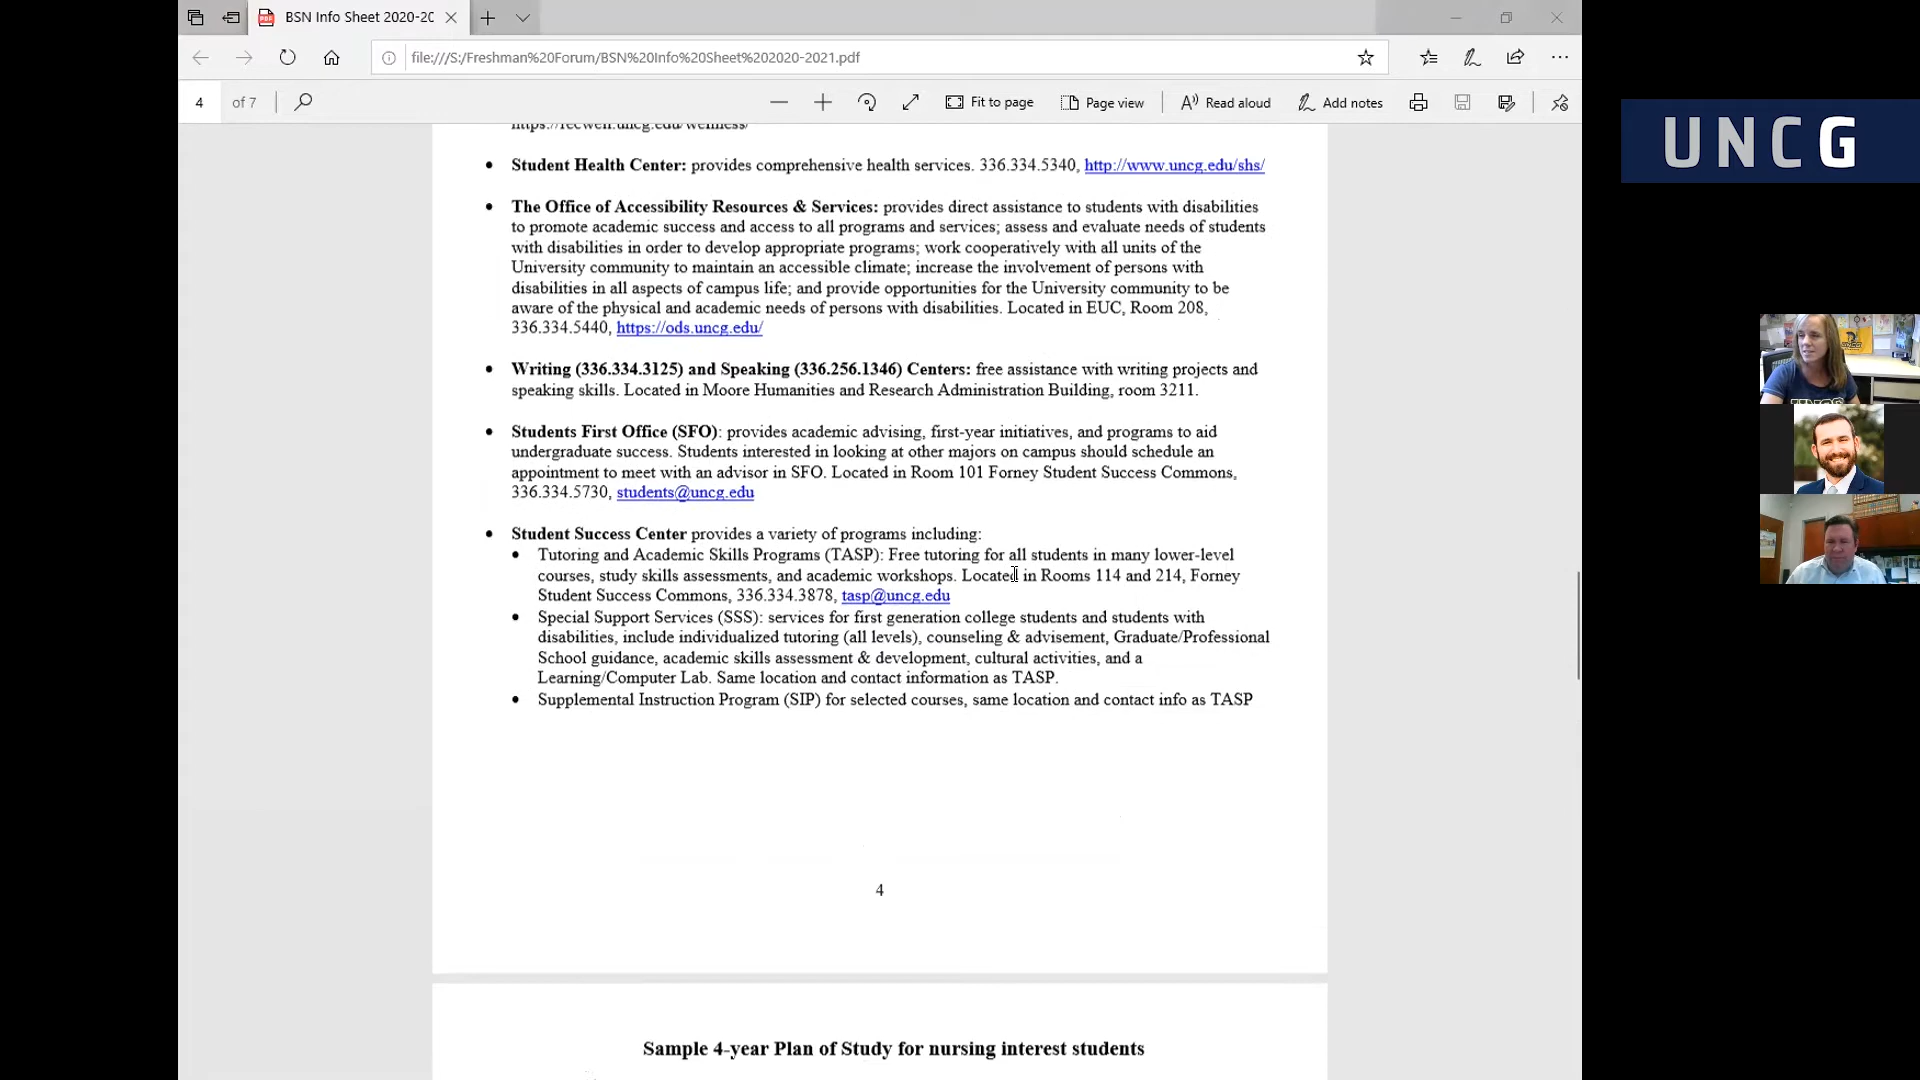 BSN Info Sheet 2020-20
file:///S:/Freshman%20Forum/BSN%20Info%20Sheet%202020-2021.pdf
4 of 7 Fit to page Page view Read aloud Add notes
https://recwell.uncg.edu/wellness/
UNCG
• Student Health Center: provides comprehensive health services. 336.334.5340, http://www.uncg.edu/shs/
• The Office of Accessibility Resources & Services: provides direct assistance to students with disabilities
to promote academic success and access to all programs and services; assess and evaluate needs of students
with disabilities in order to develop appropriate programs; work cooperatively with all units of the
University community to maintain an accessible climate; increase the involvement of persons with
disabilities in all aspects of campus life; and provide opportunities for the University community to be
aware of the physical and academic needs of persons with disabilities. Located in EUC, Room 208,
336.334.5440, https://ods.uncg.edu/
• Writing (336.334.3125) and Speaking (336.256.1346) Centers: free assistance with writing projects and
speaking skills. Located in Moore Humanities and Research Administration Building, room 3211.
• Students First Office (SFO): provides academic advising, first-year initiatives, and programs to aid
undergraduate success. Students interested in looking at other majors on campus should schedule an
appointment to meet with an advisor in SFO. Located in Room 101 Forney Student Success Commons,
336.334.5730, students@uncg.edu
• Student Success Center provides a variety of programs including:
• Tutoring and Academic Skills Programs (TASP): Free tutoring for all students in many lower-level
courses, study skills assessments, and academic workshops. Located in Rooms 114 and 214, Forney
Student Success Commons, 336.334.3878, tasp@uncg.edu
• Special Support Services (SSS): services for first generation college students and students with
disabilities, include individualized tutoring (all levels), counseling & advisement, Graduate/Professional
School guidance, academic skills assessment & development, cultural activities, and a
Learning/Computer Lab. Same location and contact information as TASP.
• Supplemental Instruction Program (SIP) for selected courses, same location and contact info as TASP
4
Sample 4-year Plan of Study for nursing interest students